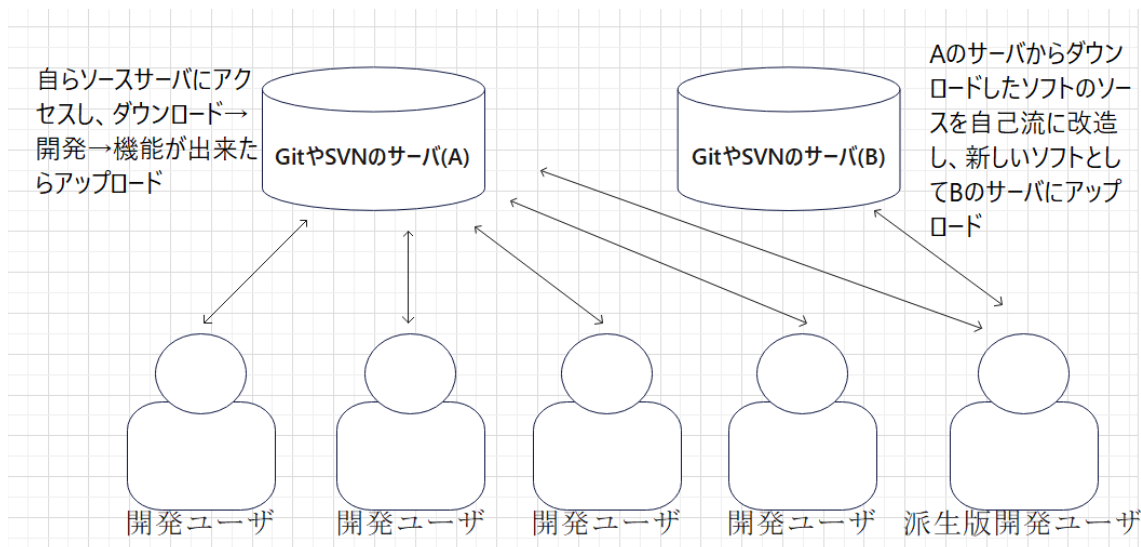 自らソースサーバにアク
セスし、ダウンロード→
開発→機能が出来た
らアップロード
GitやSVNのサーバ(A)
GitやSVNのサーバ(B)
Aのサーバからダウン
ロードしたソフトのソー
スを自己流に改造
し、新しいソフトとし
てBのサーバにアップ
ロード
開発ユーザ
開発ユーザ
開発ユーザ
開発ユーザ
派生版開発ユーザ